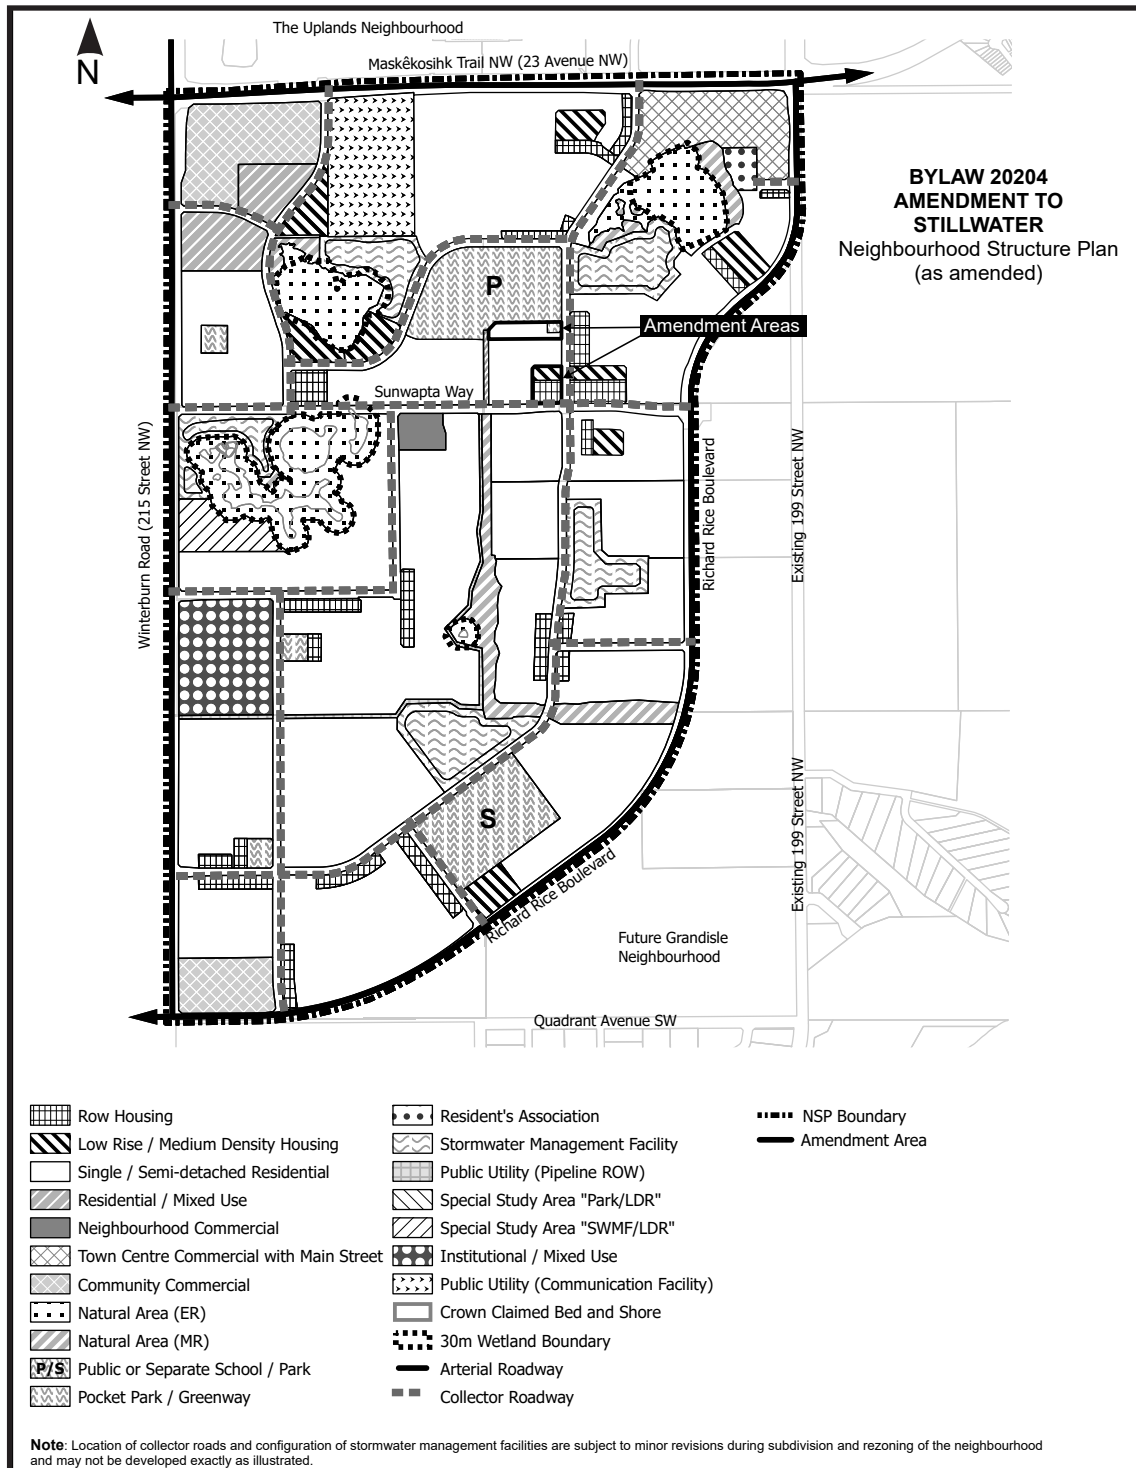 The Uplands Neighbourhood
N
Maskêkosihk Trail NW (23 Avenue NW)
BYLAW 20204
AMENDMENT TO
STILLWATER
Neighbourhood Structure Plan
(as amended)
P
Amendment Areas
Sunwapta Way
Winterburn Road (215 Street NW)
Richard Rice Boulevard
Existing 199 Street NW
Existing 199 Street NW
S
Richard Rice Boulevard
Future Grandisle
Neighbourhood
Quadrant Avenue SW
Row Housing
Low Rise / Medium Density Housing
Single / Semi-detached Residential
Residential / Mixed Use
Neighbourhood Commercial
Town Centre Commercial with Main Street
Community Commercial
Natural Area (ER)
Natural Area (MR)
P/S Public or Separate School / Park
Pocket Park / Greenway
Resident's Association
Stormwater Management Facility
Public Utility (Pipeline ROW)
Special Study Area "Park/LDR"
Special Study Area "SWMF/LDR"
Institutional / Mixed Use
Public Utility (Communication Facility)
Crown Claimed Bed and Shore
30m Wetland Boundary
Arterial Roadway
Collector Roadway
NSP Boundary
Amendment Area
Note: Location of collector roads and configuration of stormwater management facilities are subject to minor revisions during subdivision and rezoning of the neighbourhood
and may not be developed exactly as illustrated.